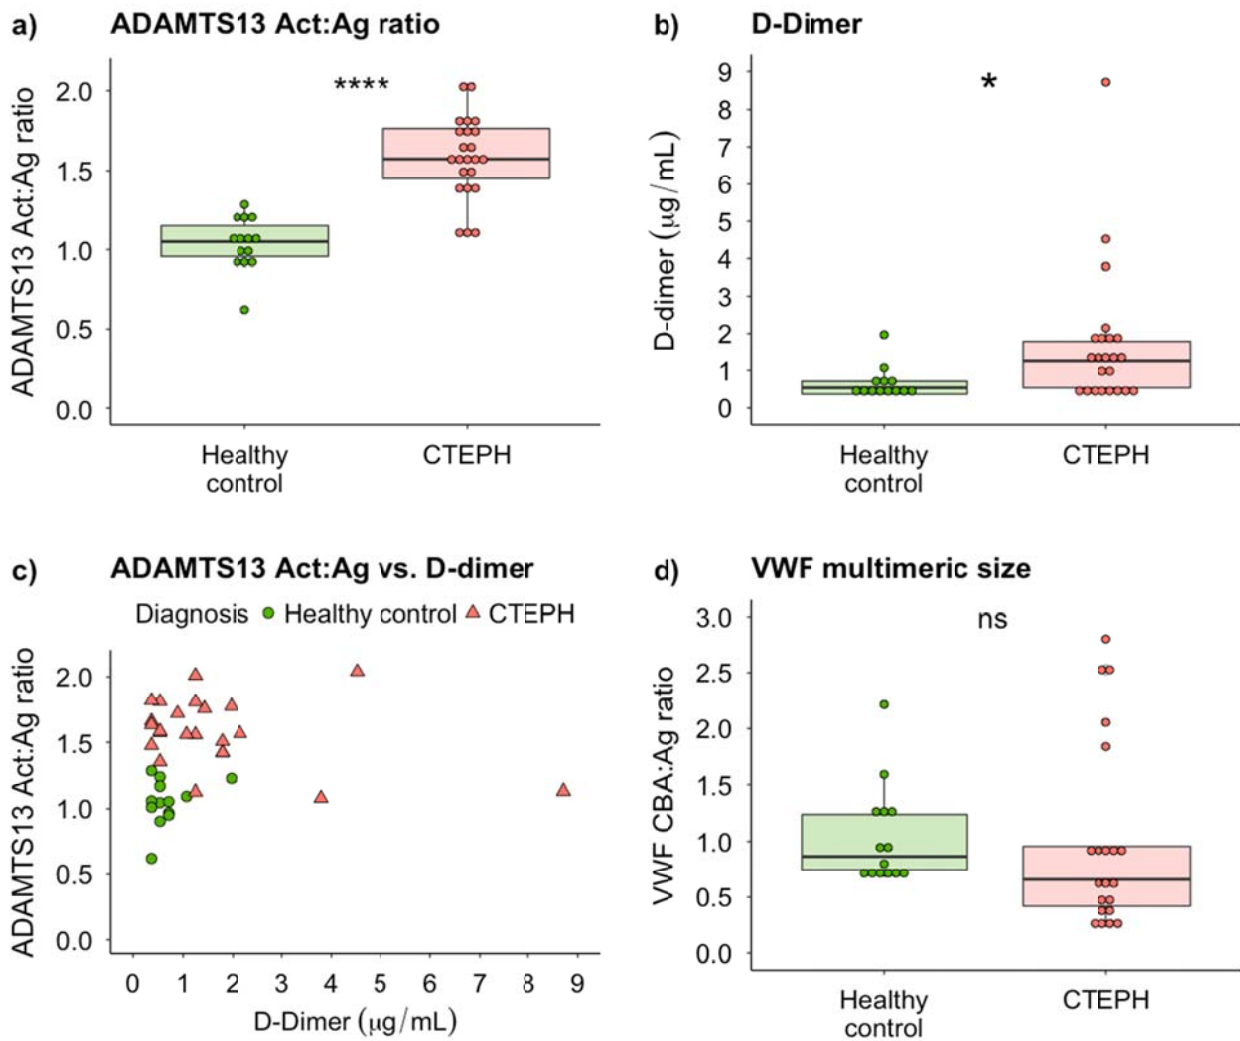 a) ADAMTS13 Act:Ag ratio
ADAMTS13 Act:Ag ratio
2.0
1.5
1.0
0.5
0.0
****
Healthy
control
CTEPH
b) D-Dimer
D-dimer (μg/mL)
9
8
7
6
5
4
3
2
1
0
*
Healthy
control
CTEPH
c) ADAMTS13 Act:Ag vs. D-dimer
Diagnosis Healthy control CTEPH
ADAMTS13 Act:Ag ratio
2.0
1.5
1.0
0.5
0.0
0 1 2 3 4 5 6 7 8 9
D-Dimer (μg/mL)
d) VWF multimeric size
VWF CBA:Ag ratio
3.0
2.5
2.0
1.5
1.0
0.5
0.0
ns
Healthy
control
CTEPH